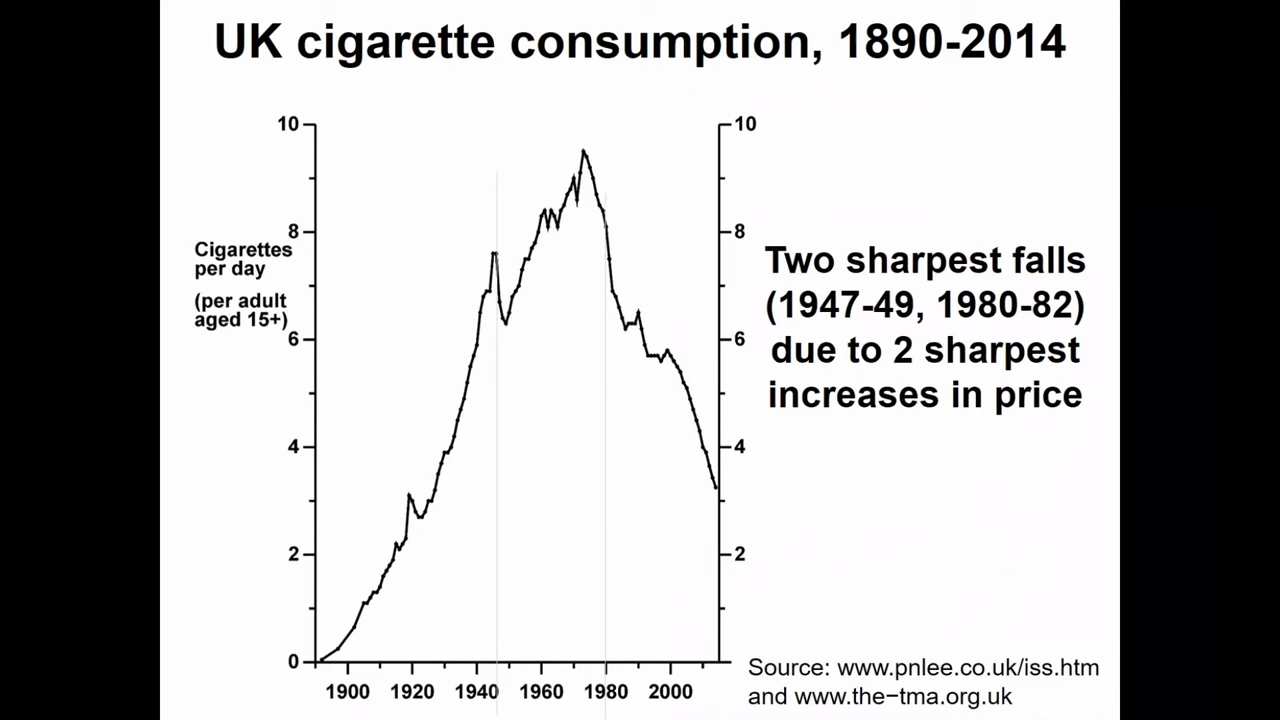 UK cigarette consumption, 1890-2014
10
10
8
8
Cigarettes
per day
(per adult
aged 15+)
Two sharpest falls
(1947-49, 1980-82)
due to 2 sharpest
increases in price
6
6
4
4
2
2
0
0
1900 1920 1940 1960 1980 2000
Source: www.pnlee.co.uk/iss.htm
and www.the-tma.org.uk